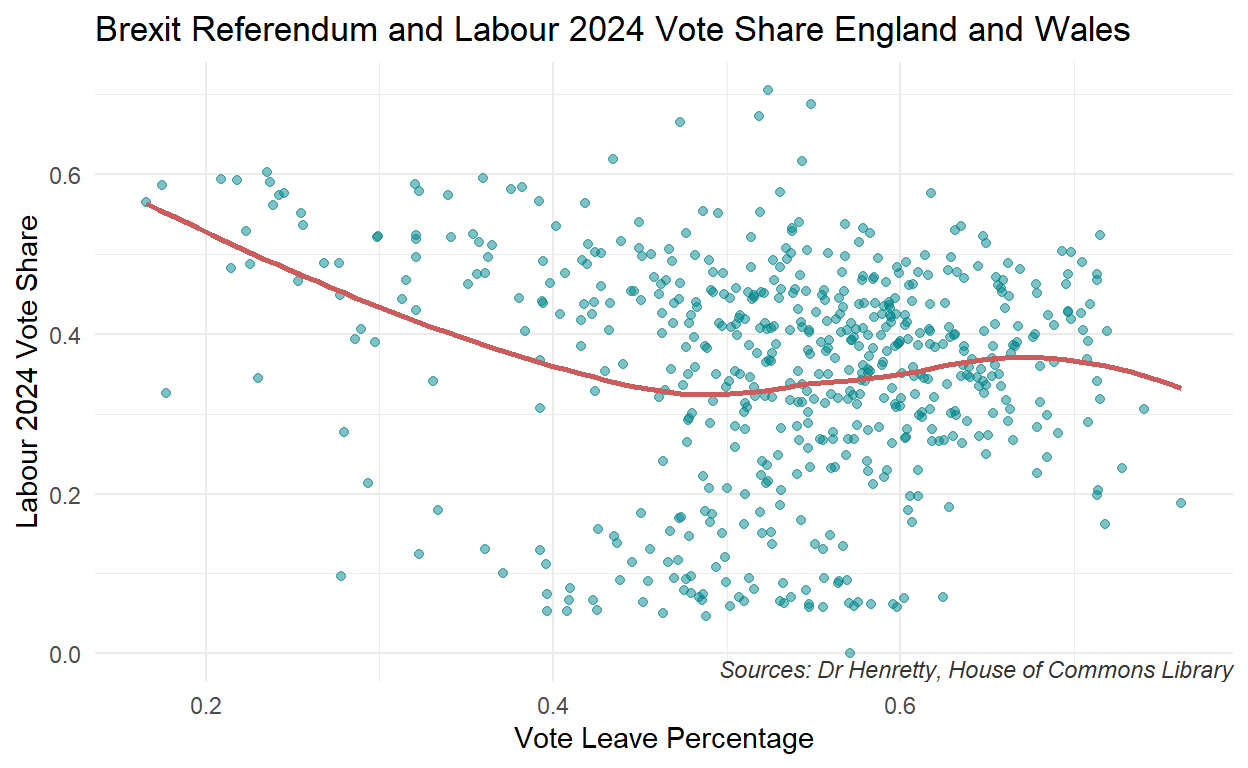 Brexit Referendum and Labour 2024 Vote Share England and Wales
Labour 2024 Vote Share
0.6
0.4
0.2
0.0
Sources: Dr Henretty, House of Commons Library
0.2 0.4 0.6
Vote Leave Percentage